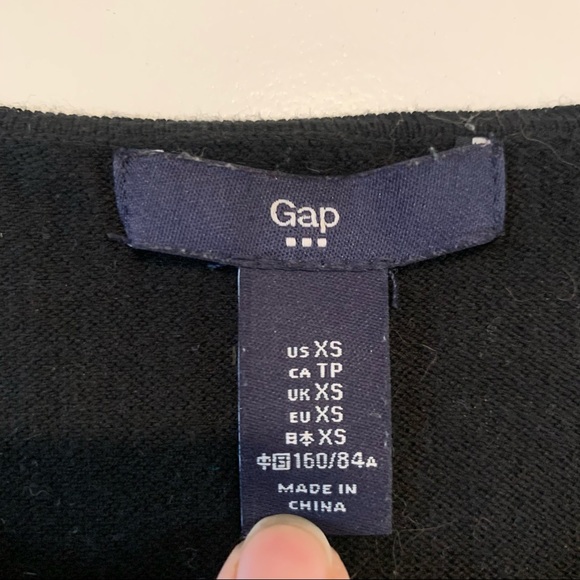 Gap
US XS
CA TP
UK XS
EU XS
日本 XS
中国 160/84A
MADE IN
CHINA